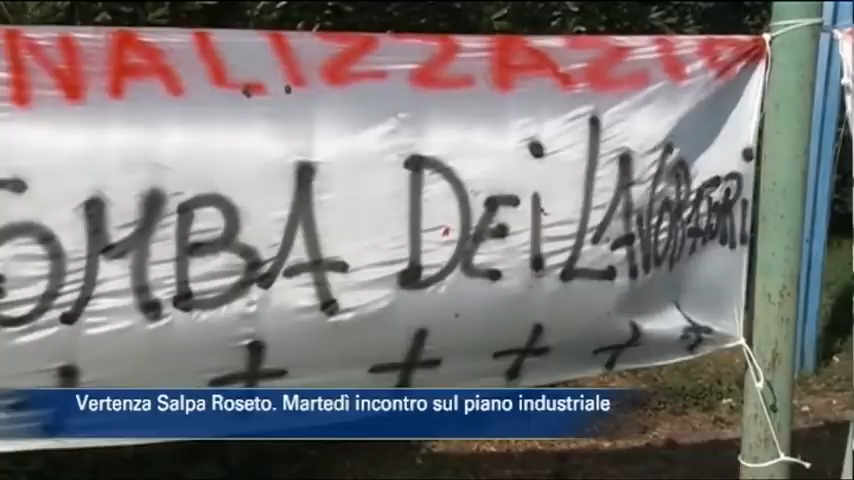 NALIZZAZIO
OMBA DEI LAVORATORI
+ + + + + +
Vertenza Salpa Roseto. Martedì incontro sul piano industriale